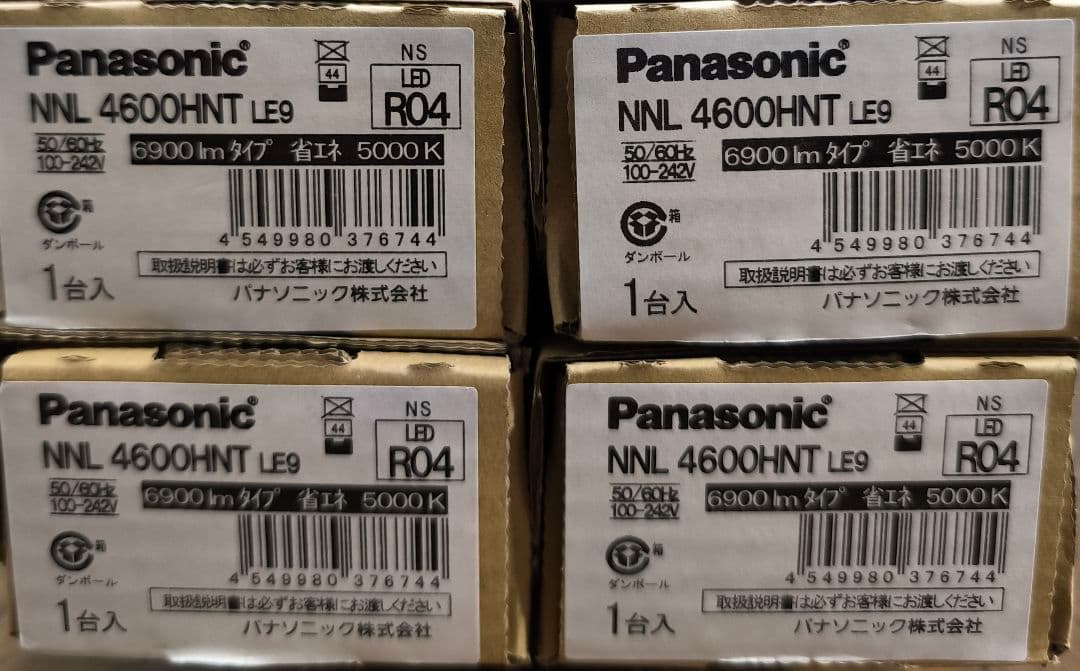 Panasonic®
NNL 4600HNT LE9
44
NS
LED
R04
50/60Hz
100-242V
6900 lm タイプ 省エネ 5000 K
箱
ダンボール
4 549980 376744
取扱説明書は必ずお客様にお渡しください
1台入
パナソニック株式会社
Panasonic®
NNL 4600HNT LE9
44
NS
LED
R04
50/60Hz
100-242V
6900 lm タイプ 省エネ 5000 K
箱
ダンボール
4 549980 376744
取扱説明書は必ずお客様にお渡しください
1台入
パナソニック株式会社
Panasonic®
NNL 4600HNT LE9
44
NS
LED
R04
50/60Hz
100-242V
6900 lm タイプ 省エネ 5000 K
箱
ダンボール
4 549980 376744
取扱説明書は必ずお客様にお渡しください
1台入
パナソニック株式会社
Panasonic®
NNL 4600HNT LE9
44
NS
LED
R04
50/60Hz
100-242V
6900 lm タイプ 省エネ 5000 K
箱
ダンボール
4 549980 376744
取扱説明書は必ずお客様にお渡しください
1台入
パナソニック株式会社